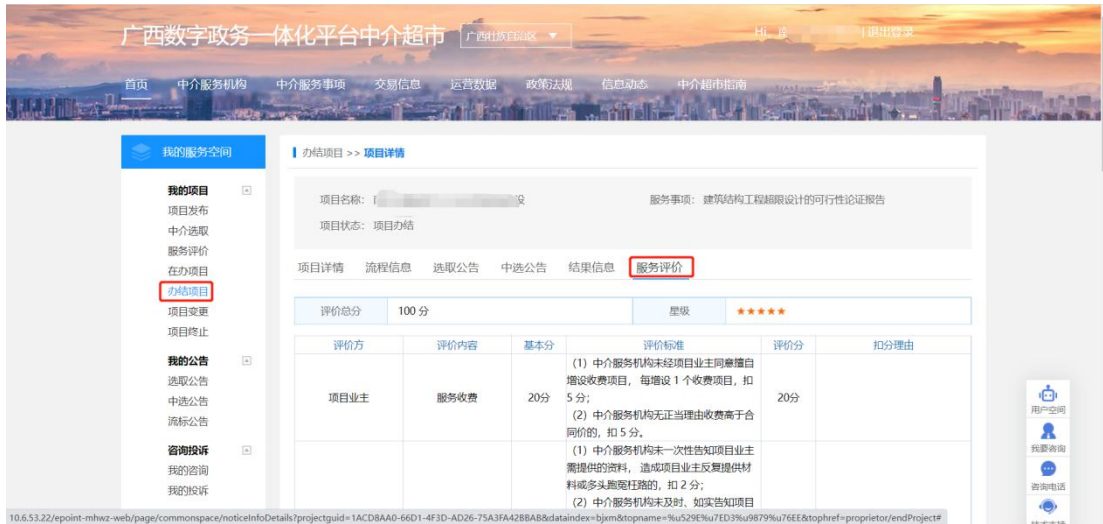 广西数字政务一体化平台中介超市 广西壮族自治区 Hi, | 退出登录
首页 中介服务机构 中介服务事项 交易信息 运营数据 政策法规 信息动态 中介超市指南
我的服务空间
我的项目
项目发布
中介选取
服务评价
在办项目
办结项目
项目变更
项目终止
我的公告
选取公告
中选公告
流标公告
咨询投诉
我的咨询
我的投诉
办结项目 >> 项目详情
项目名称： 设 服务事项： 建筑结构工程超限设计的可行性论证报告
项目状态： 项目办结
项目详情 流程信息 选取公告 中选公告 结果信息 服务评价
评价总分 100 分 星级 ★★★★★
评价方 评价内容 基本分 评价标准 评价分 扣分理由
项目业主 服务收费 20分
（1）中介服务机构未经项目业主同意擅自
增设收费项目， 每增设 1 个收费项目， 扣
5 分；
（2）中介服务机构无正当理由收费高于合
同价的， 扣 5 分。
20分
（1）中介服务机构未一次性告知项目业主
需提供的资料， 造成项目业主反复提供材
料或多头跑冤枉路的， 扣 2 分；
（2）中介服务机构未及时、如实告知项目
用户空间
我要咨询
咨询电话
技术支持
10.6.53.22/epoint-mhwz-web/page/commonspace/noticeInfoDetails?projectguid=1ACD8AA0-66D1-4F3D-AD26-75A3FA42BBAB&dataindex=bjxm&topname=%u529E%u7ED3%u9879%u76EE&tophref=proprietor/endProject#